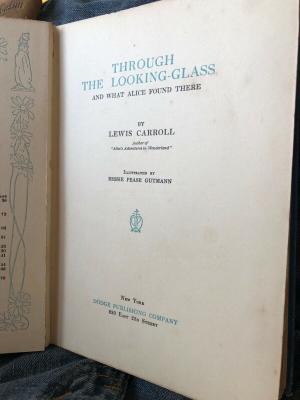 THROUGH
THE LOOKING-GLASS
AND WHAT ALICE FOUND THERE
BY
LEWIS CARROLL
Author of
"Alice's Adventures in Wonderland"
ILLUSTRATED BY
BESSIE PEASE GUTMANN
NEW YORK
DODGE PUBLISHING COMPANY
220 EAST 23D STREET